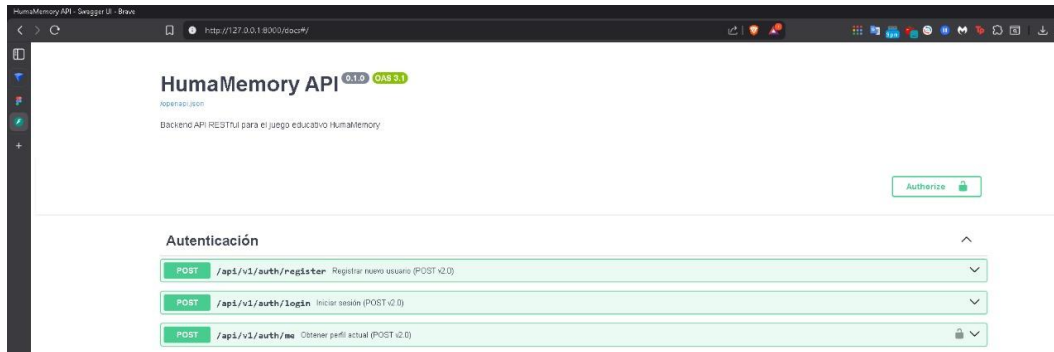 HumaMemory API - Swagger UI - Brave
http://127.0.0.1:8000/docs#/
HumaMemory API 0.1.0 OAS 3.1
/openapi.json
Backend API RESTful para el juego educativo HumaMemory
Authorize
Autenticación
POST /api/v1/auth/register Registrar nuevo usuario (POST v2.0)
POST /api/v1/auth/login Iniciar sesión (POST v2.0)
POST /api/v1/auth/me Obtener perfil actual (POST v2.0)